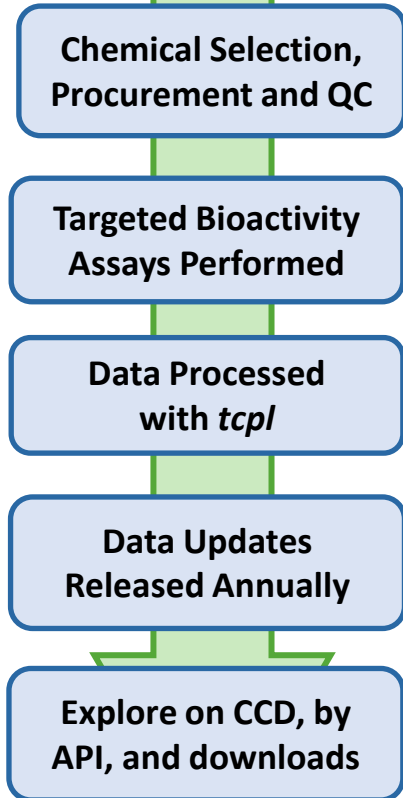 Chemical Selection,
Procurement and QC
Targeted Bioactivity
Assays Performed
Data Processed
with tcpl
Data Updates
Released Annually
Explore on CCD, by
API, and downloads